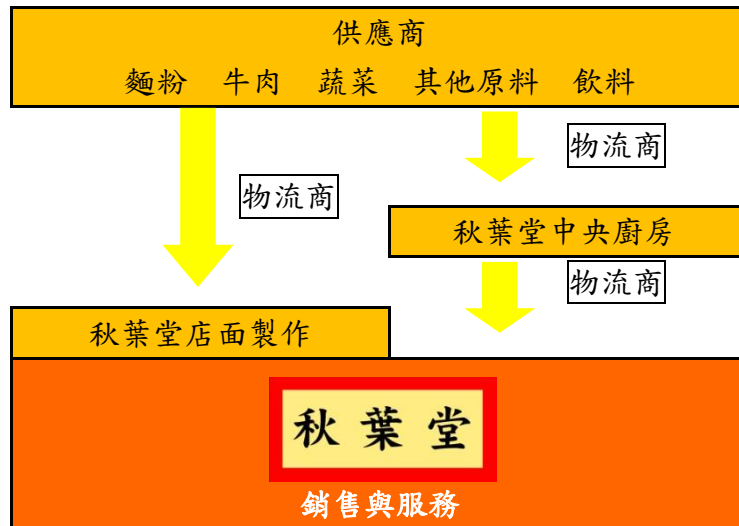 供應商
麵粉 牛肉 蔬菜 其他原料 飲料
物流商
物流商
秋葉堂中央廚房
物流商
秋葉堂店面製作
秋葉堂
銷售與服務